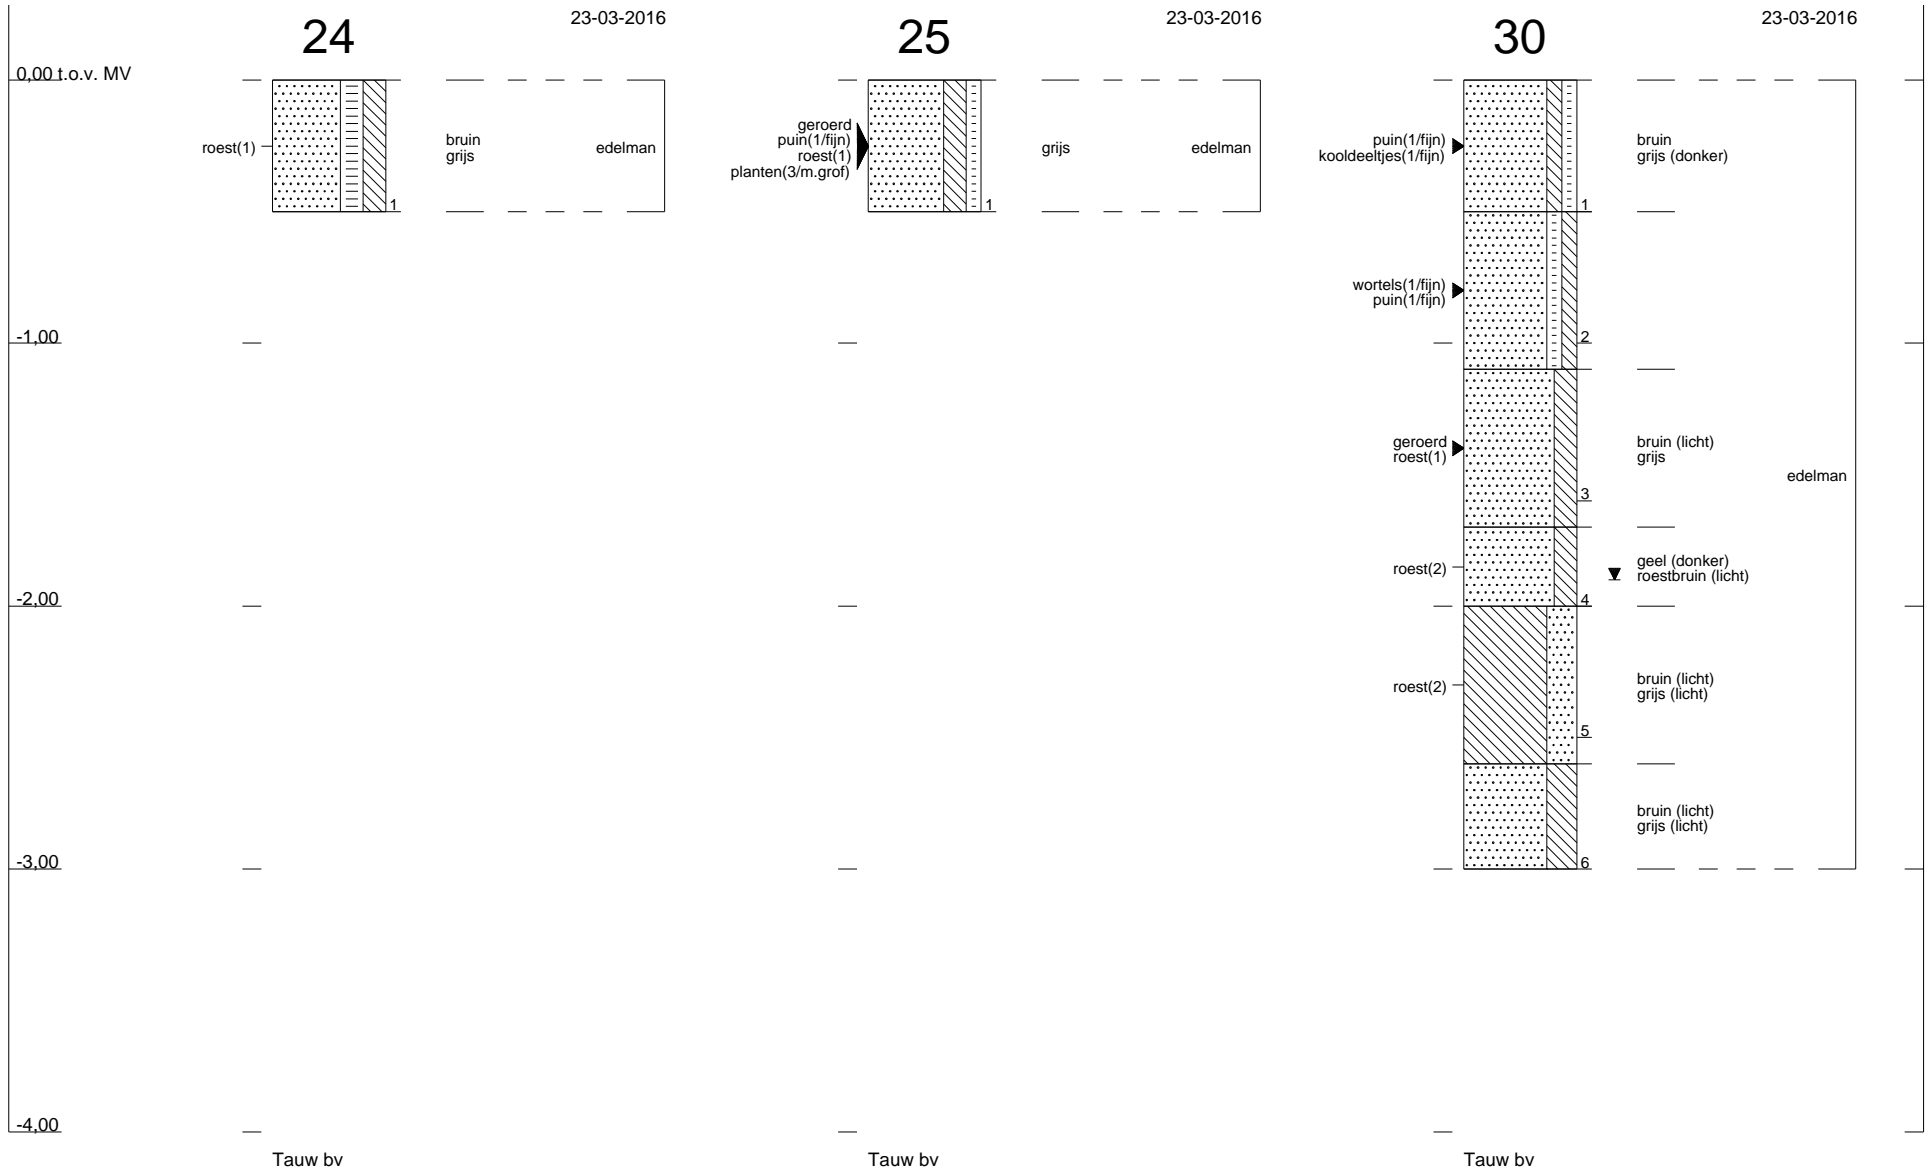 23-03-2016
24
23-03-2016
25
23-03-2016
30
0,00 t.o.v. MV
-1,00
-2,00
-3,00
-4,00
roest(1)
1
bruin
grijs
edelman
Tauw bv
geroerd
puin(1/fijn)
roest(1)
planten(3/m.grof)
1
grijs
edelman
Tauw bv
puin(1/fijn)
kooldeeltjes(1/fijn)
bruin
grijs (donker)
1
wortels(1/fijn)
puin(1/fijn)
2
geroerd
roest(1)
bruin (licht)
grijs
edelman
3
roest(2)
geel (donker)
roestbruin (licht)
4
roest(2)
bruin (licht)
grijs (licht)
5
bruin (licht)
grijs (licht)
6
Tauw bv